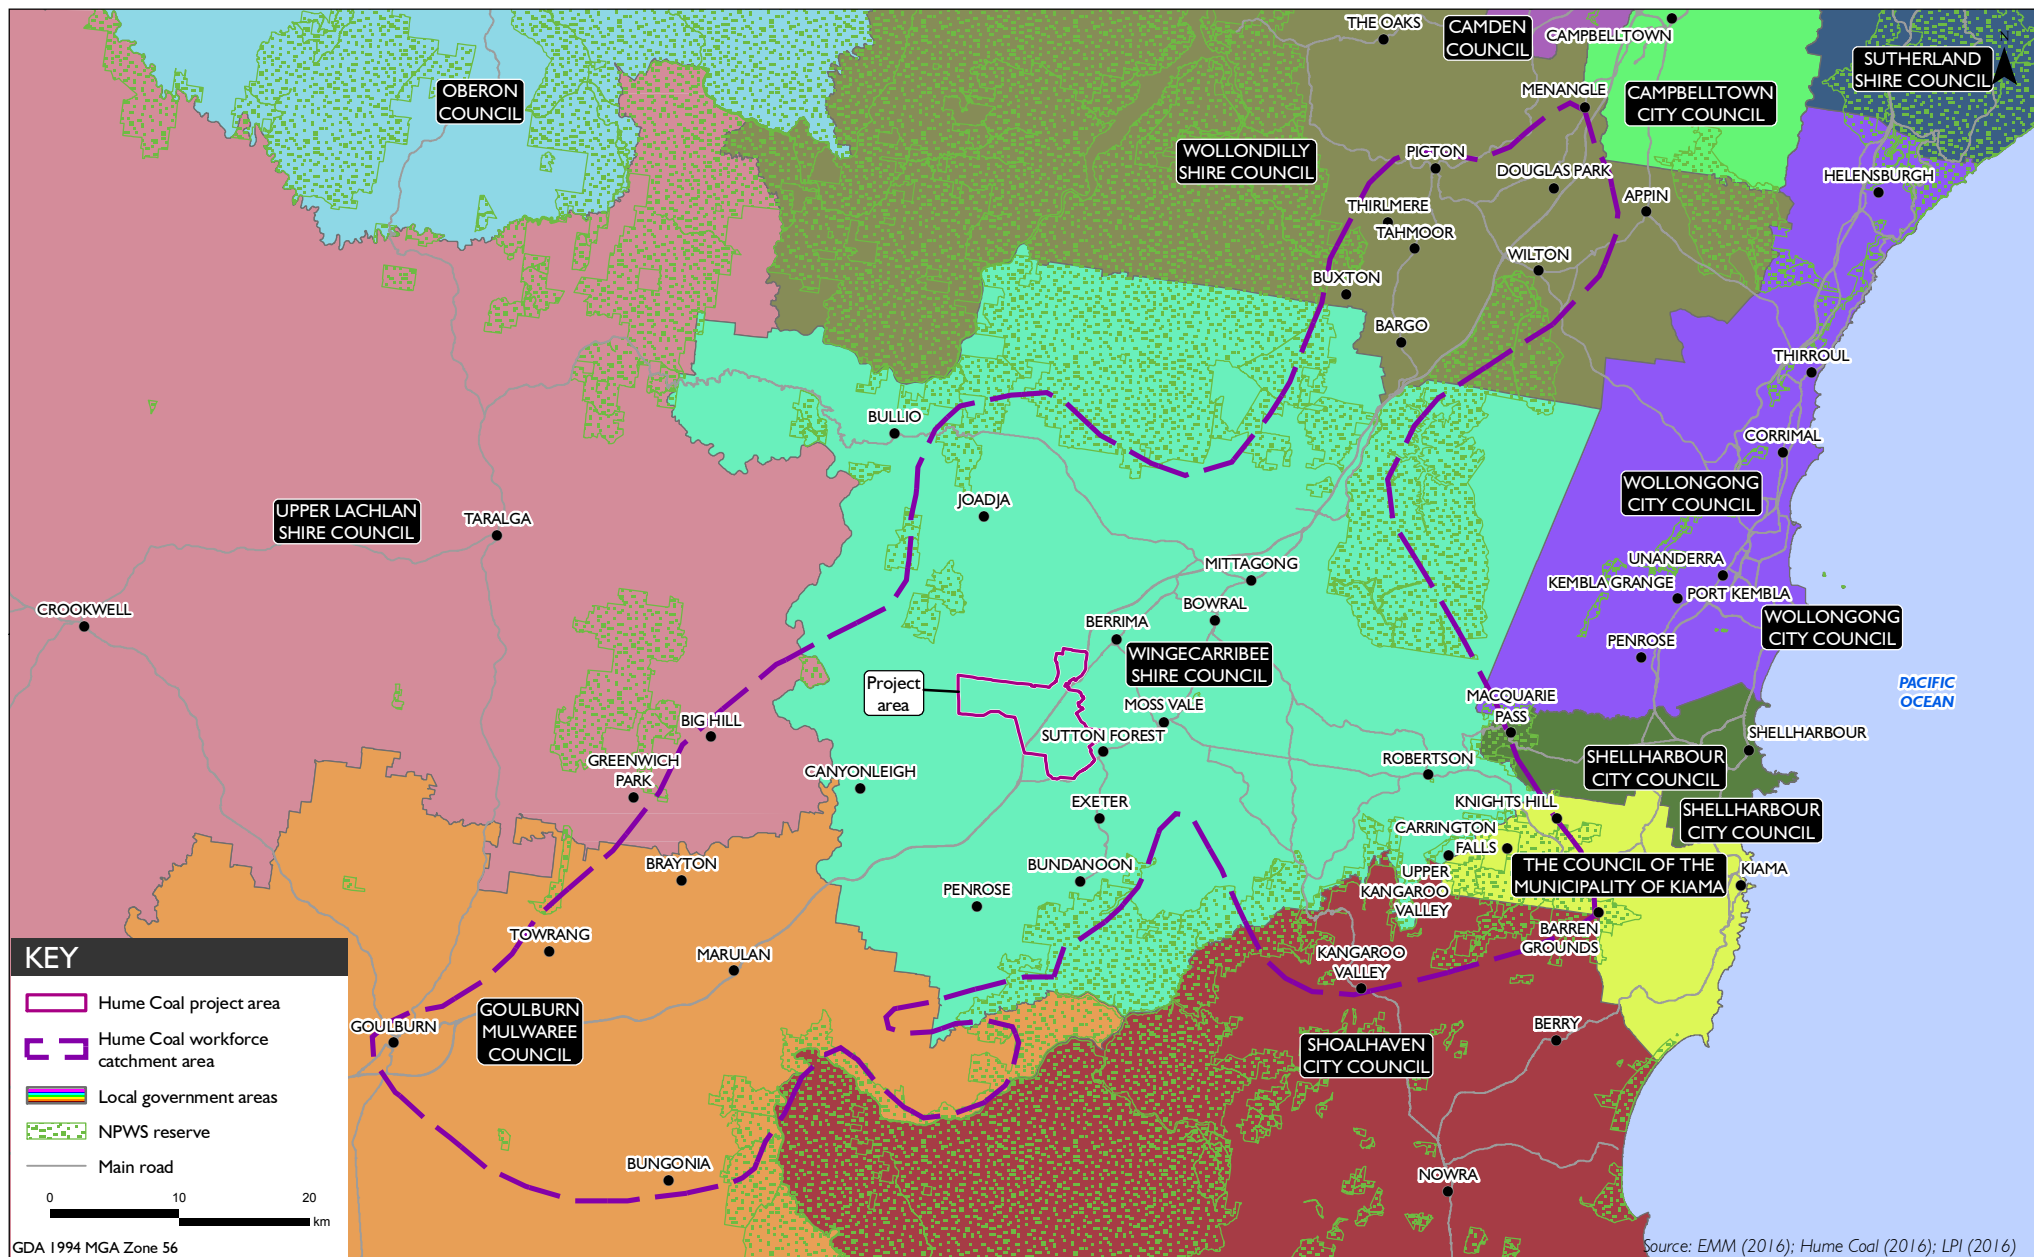 THE OAKS
CAMDEN
COUNCIL
CAMPBELLTOWN
N
SUTHERLAND
SHIRE COUNCIL
OBERON
COUNCIL
MENANGLE
CAMPBELLTOWN
CITY COUNCIL
WOLLONDILLY
SHIRE COUNCIL
PICTON
DOUGLAS PARK
HELENSBURGH
APPIN
THIRLMERE
TAHMOOR
WILTON
BUXTON
BARGO
THIRROUL
BULLIO
CORRIMAL
JOADJA
WOLLONGONG
CITY COUNCIL
UPPER LACHLAN
SHIRE COUNCIL
TARALGA
MITTAGONG
UNANDERRA
KEMBLA GRANGE
PORT KEMBLA
CROOKWELL
BOWRAL
BERRIMA
WOLLONGONG
CITY COUNCIL
PENROSE
WINGECARRIBEE
SHIRE COUNCIL
Project
area
PACIFIC
OCEAN
MACQUARIE
PASS
MOSS VALE
BIG HILL
SUTTON FOREST
SHELLHARBOUR
GREENWICH
PARK
CANYONLEIGH
ROBERTSON
SHELLHARBOUR
CITY COUNCIL
EXETER
KNIGHTS HILL
SHELLHARBOUR
CITY COUNCIL
CARRINGTON
FALLS
BRAYTON
BUNDANOON
UPPER
KANGAROO
VALLEY
THE COUNCIL OF THE
MUNICIPALITY OF KIAMA
KIAMA
PENROSE
TOWRANG
BARREN
GROUNDS
MARULAN
KANGAROO
VALLEY
GOULBURN
GOULBURN
MULWAREE
COUNCIL
BERRY
SHOALHAVEN
CITY COUNCIL
BUNGONIA
NOWRA
KEY
Hume Coal project area
Hume Coal workforce
catchment area
Local government areas
NPWS reserve
Main road
0 10 20
km
GDA 1994 MGA Zone 56
Source: EMM (2016); Hume Coal (2016); LPI (2016)